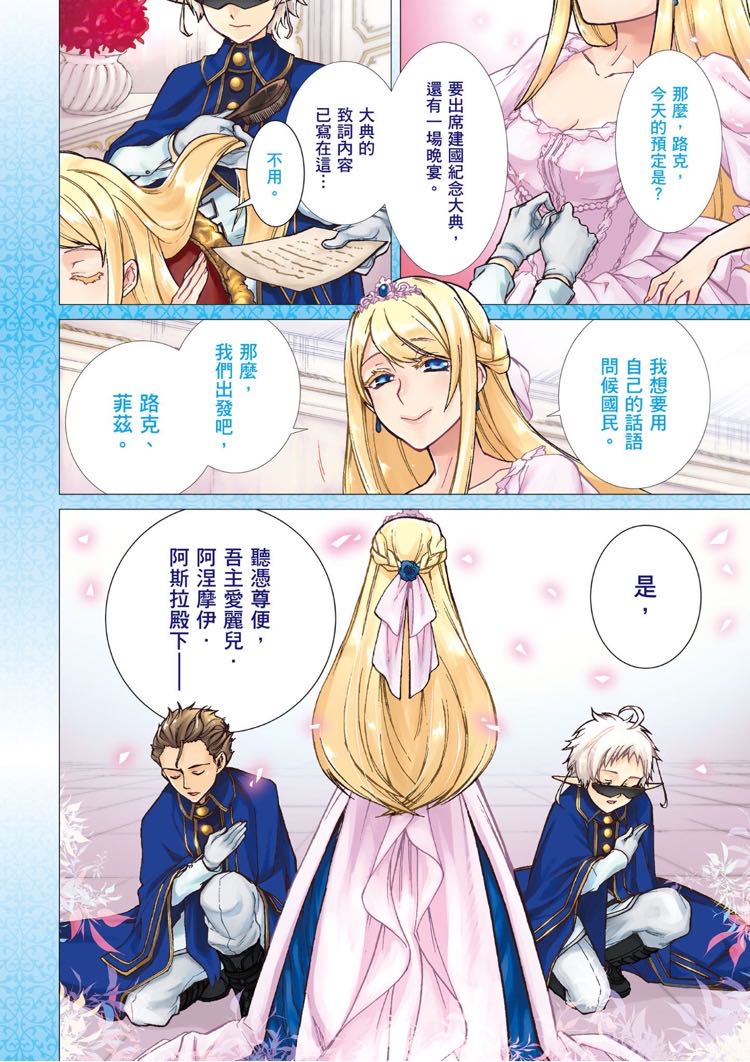 那麼，路克，
今天的預定是？
要出席建國紀念大典，
還有一場晚宴。
大典的
致詞內容
已寫在這…
不用。
我想要用
自己的話語
問候國民。
那麼，
我們出發吧，
路克、
菲茲。
是，
聽憑尊便，
吾主愛麗兒．
阿涅摩伊．
阿斯拉殿下──